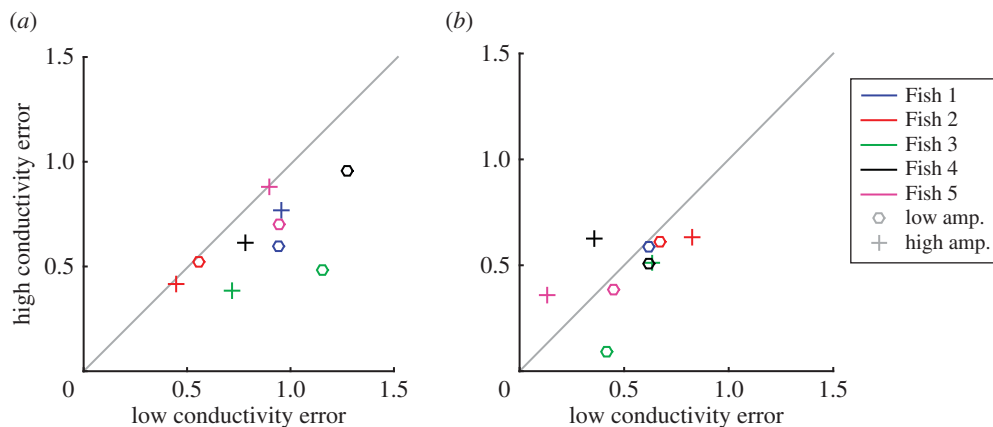 (a)
1.5
1.0
0.5
0
0.5
1.0
1.5
high conductivity error
low conductivity error
(b)
1.5
1.0
0.5
0
0.5
1.0
1.5
low conductivity error
Fish 1
Fish 2
Fish 3
Fish 4
Fish 5
low amp.
high amp.